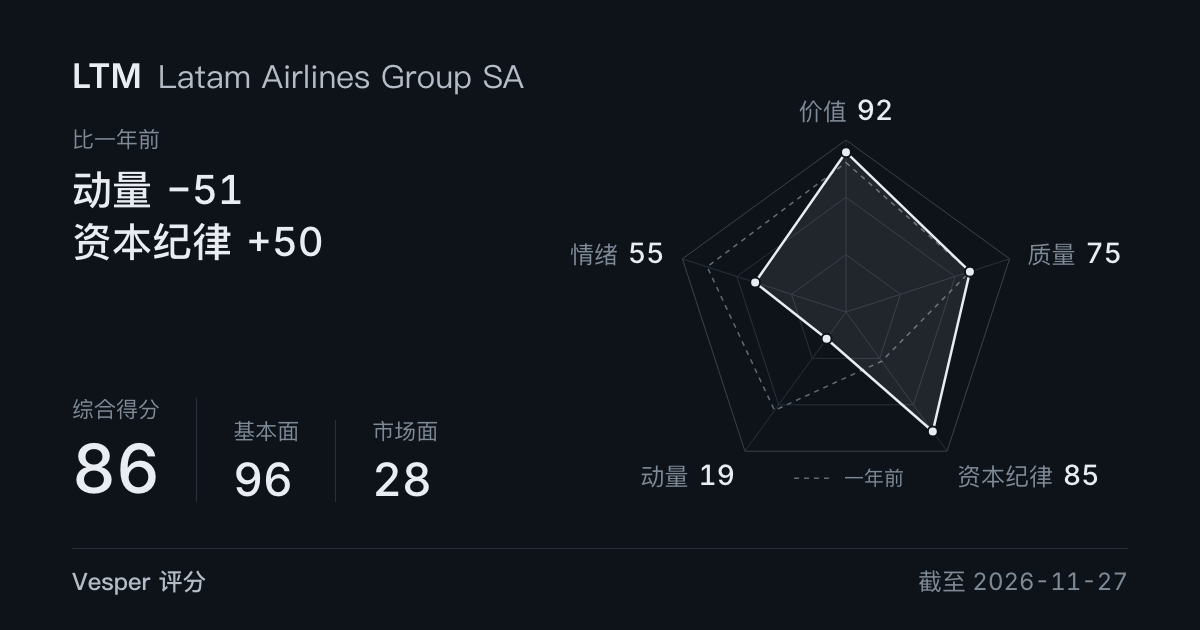 LTM Latam Airlines Group SA
比一年前
动量 −51
资本纪律 +50
综合得分
86
基本面
96
市场面
28
价值 92
情绪 55
质量 75
动量 19
一年前
资本纪律 85
Vesper 评分
截至 2026-11-27